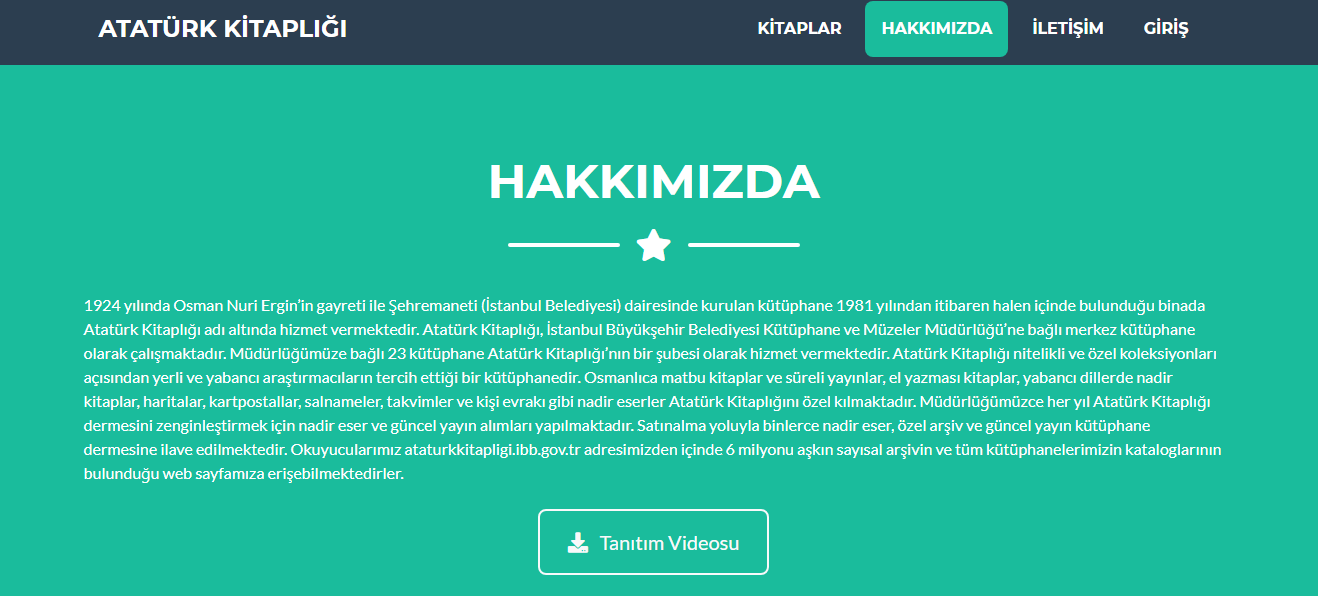 ATATÜRK KİTAPLIĞI
KİTAPLAR HAKKIMIZDA İLETİŞİM GİRİŞ
HAKKIMIZDA
1924 yılında Osman Nuri Ergin’in gayreti ile Şehremaneti (İstanbul Belediyesi) dairesinde kurulan kütüphane 1981 yılından itibaren halen içinde bulunduğu binada
Atatürk Kitaplığı adı altında hizmet vermektedir. Atatürk Kitaplığı, İstanbul Büyükşehir Belediyesi Kütüphane ve Müzeler Müdürlüğü’ne bağlı merkez kütüphane
olarak çalışmaktadır. Müdürlüğümüze bağlı 23 kütüphane Atatürk Kitaplığı’nın bir şubesi olarak hizmet vermektedir. Atatürk Kitaplığı nitelikli ve özel koleksiyonları
açısından yerli ve yabancı araştırmacıların tercih ettiği bir kütüphanedir. Osmanlıca matbu kitaplar ve süreli yayınlar, el yazması kitaplar, yabancı dillerde nadir
kitaplar, haritalar, kartpostallar, salnameler, takvimler ve kişi evrakı gibi nadir eserler Atatürk Kitaplığını özel kılmaktadır. Müdürlüğümüzce her yıl Atatürk Kitaplığı
dermesini zenginleştirmek için nadir eser ve güncel yayın alımları yapılmaktadır. Satınalma yoluyla binlerce nadir eser, özel arşiv ve güncel yayın kütüphane
dermesine ilave edilmektedir. Okuyucularımız ataturkkitapligi.ibb.gov.tr adresimizden içinde 6 milyonu aşkın sayısal arşivin ve tüm kütüphanelerimizin kataloglarının
bulunduğu web sayfamıza erişebilmektedirler.
Tanıtım Videosu